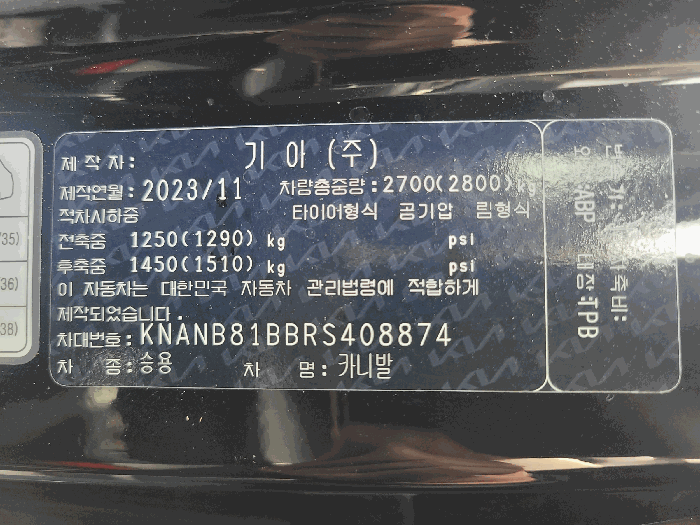 제 작 자: 기 아 (주)
제작연월: 2023/11 차량총중량: 2700(2800)kg
적차시하중 타이어형식 공기압 림형식
전축중 1250(1290) kg psi
후축중 1450(1510) kg psi
이 자동차는 대한민국 자동차 관리법령에 적합하게
제작되었습니다.
차대번호: KNANB81BBRS408874
차 종: 승용 차 명: 카니발
ABP
35)
36)
38)